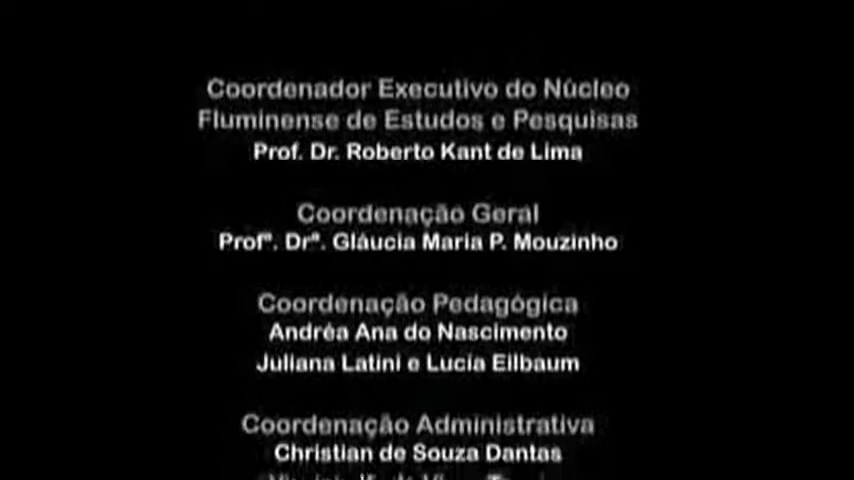 Coordenador Executivo do Núcleo
Fluminense de Estudos e Pesquisas
Prof. Dr. Roberto Kant de Lima
Coordenação Geral
Profª. Drª. Gláucia Maria P. Mouzinho
Coordenação Pedagógica
Andréa Ana do Nascimento
Juliana Latini e Lucía Eilbaum
Coordenação Administrativa
Christian de Souza Dantas